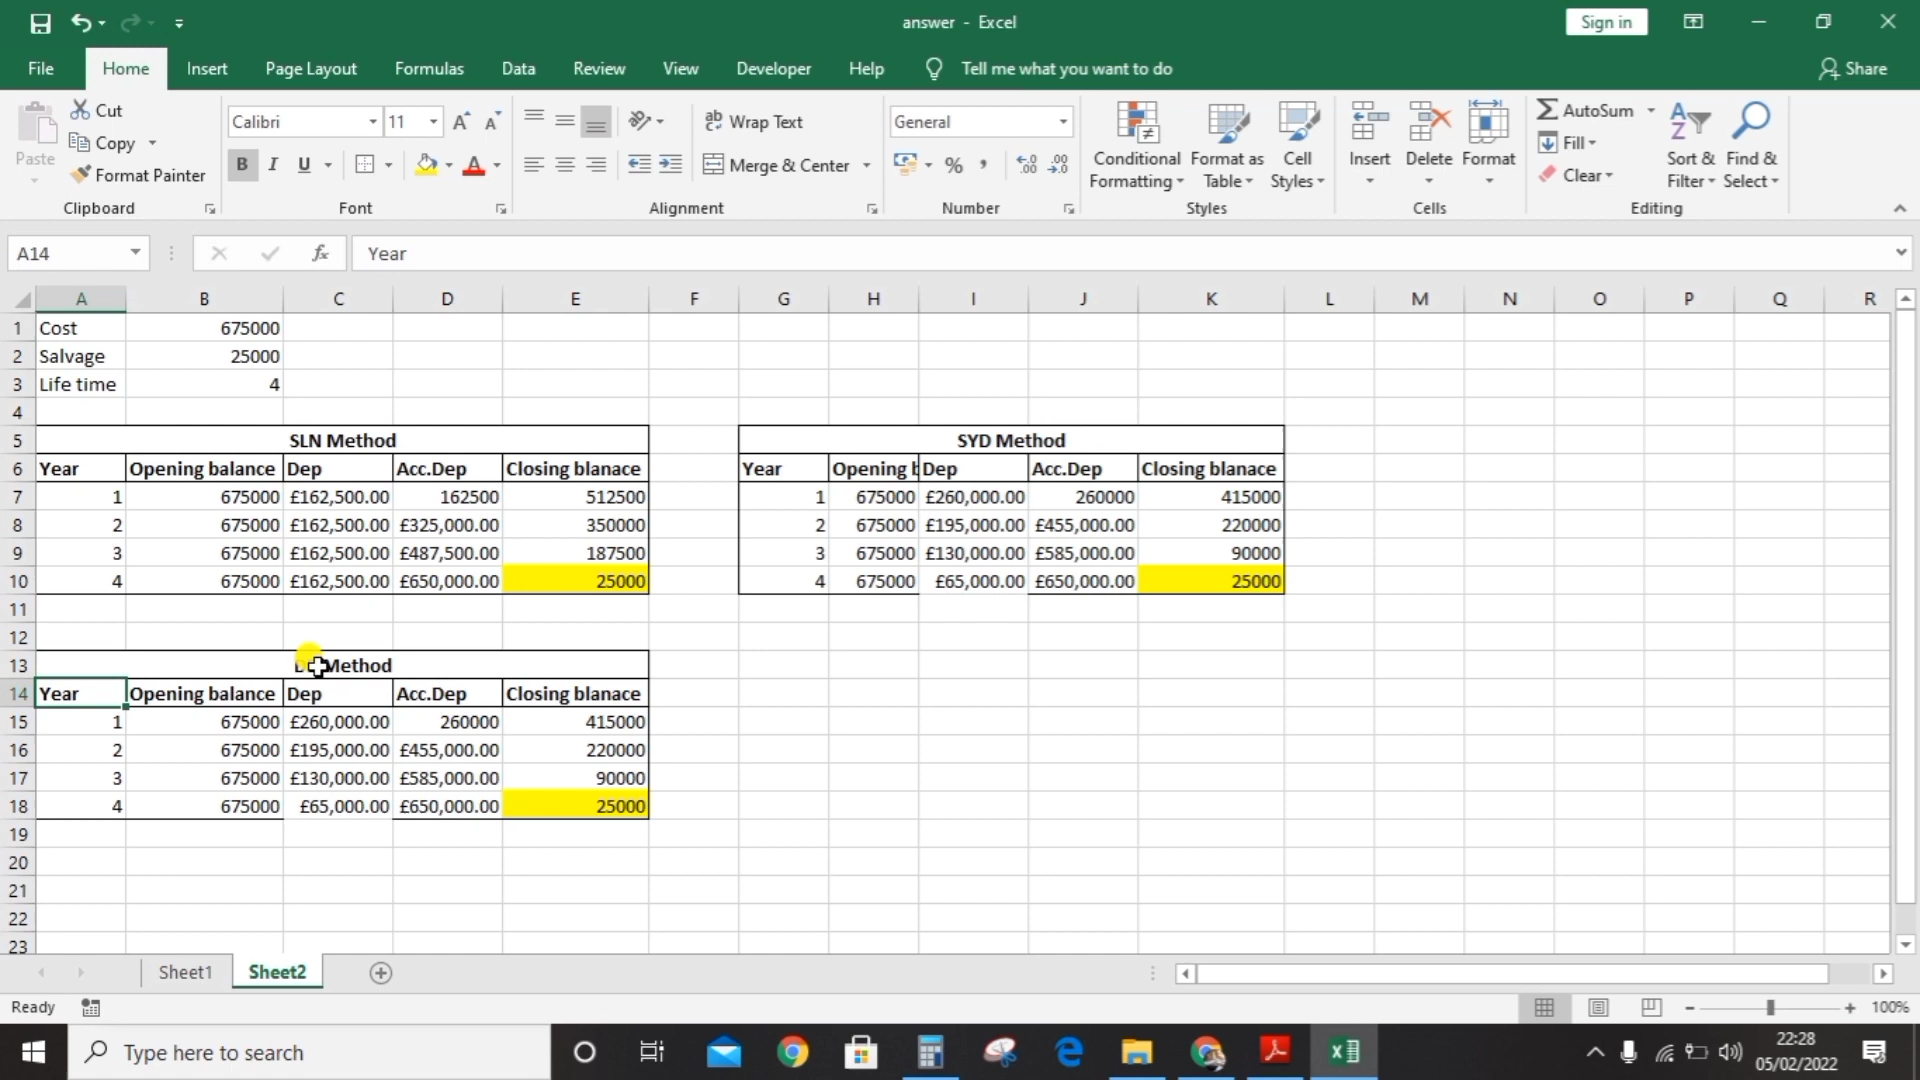 answer - Excel
Sign in
File Home Insert Page Layout Formulas Data Review View Developer Help Tell me what you want to do Share
Paste
Cut
Copy
Format Painter
Clipboard
Calibri 11
B I U
Font
Wrap Text
Merge & Center
Alignment
General
%
Number
Conditional Formatting
Format as Table
Cell Styles
Styles
Insert
Delete
Format
Cells
AutoSum
Fill
Clear
Sort & Filter
Find & Select
Editing
A14 fx Year
A B C D E F G H I J K L M N O P Q R
1 Cost 675000
2 Salvage 25000
3 Life time 4
4
5 SLN Method SYD Method
6 Year Opening balance Dep Acc.Dep Closing blanace Year Opening Dep Acc.Dep Closing blanace
7 1 675000 £162,500.00 162500 512500 1 675000 £260,000.00 260000 415000
8 2 675000 £162,500.00 £325,000.00 350000 2 675000 £195,000.00 £455,000.00 220000
9 3 675000 £162,500.00 £487,500.00 187500 3 675000 £130,000.00 £585,000.00 90000
10 4 675000 £162,500.00 £650,000.00 25000 4 675000 £65,000.00 £650,000.00 25000
11
12
13 Method
14 Year Opening balance Dep Acc.Dep Closing blanace
15 1 675000 £260,000.00 260000 415000
16 2 675000 £195,000.00 £455,000.00 220000
17 3 675000 £130,000.00 £585,000.00 90000
18 4 675000 £65,000.00 £650,000.00 25000
19
20
21
22
23
Sheet1 Sheet2
Ready 100%
Type here to search
22:28
05/02/2022